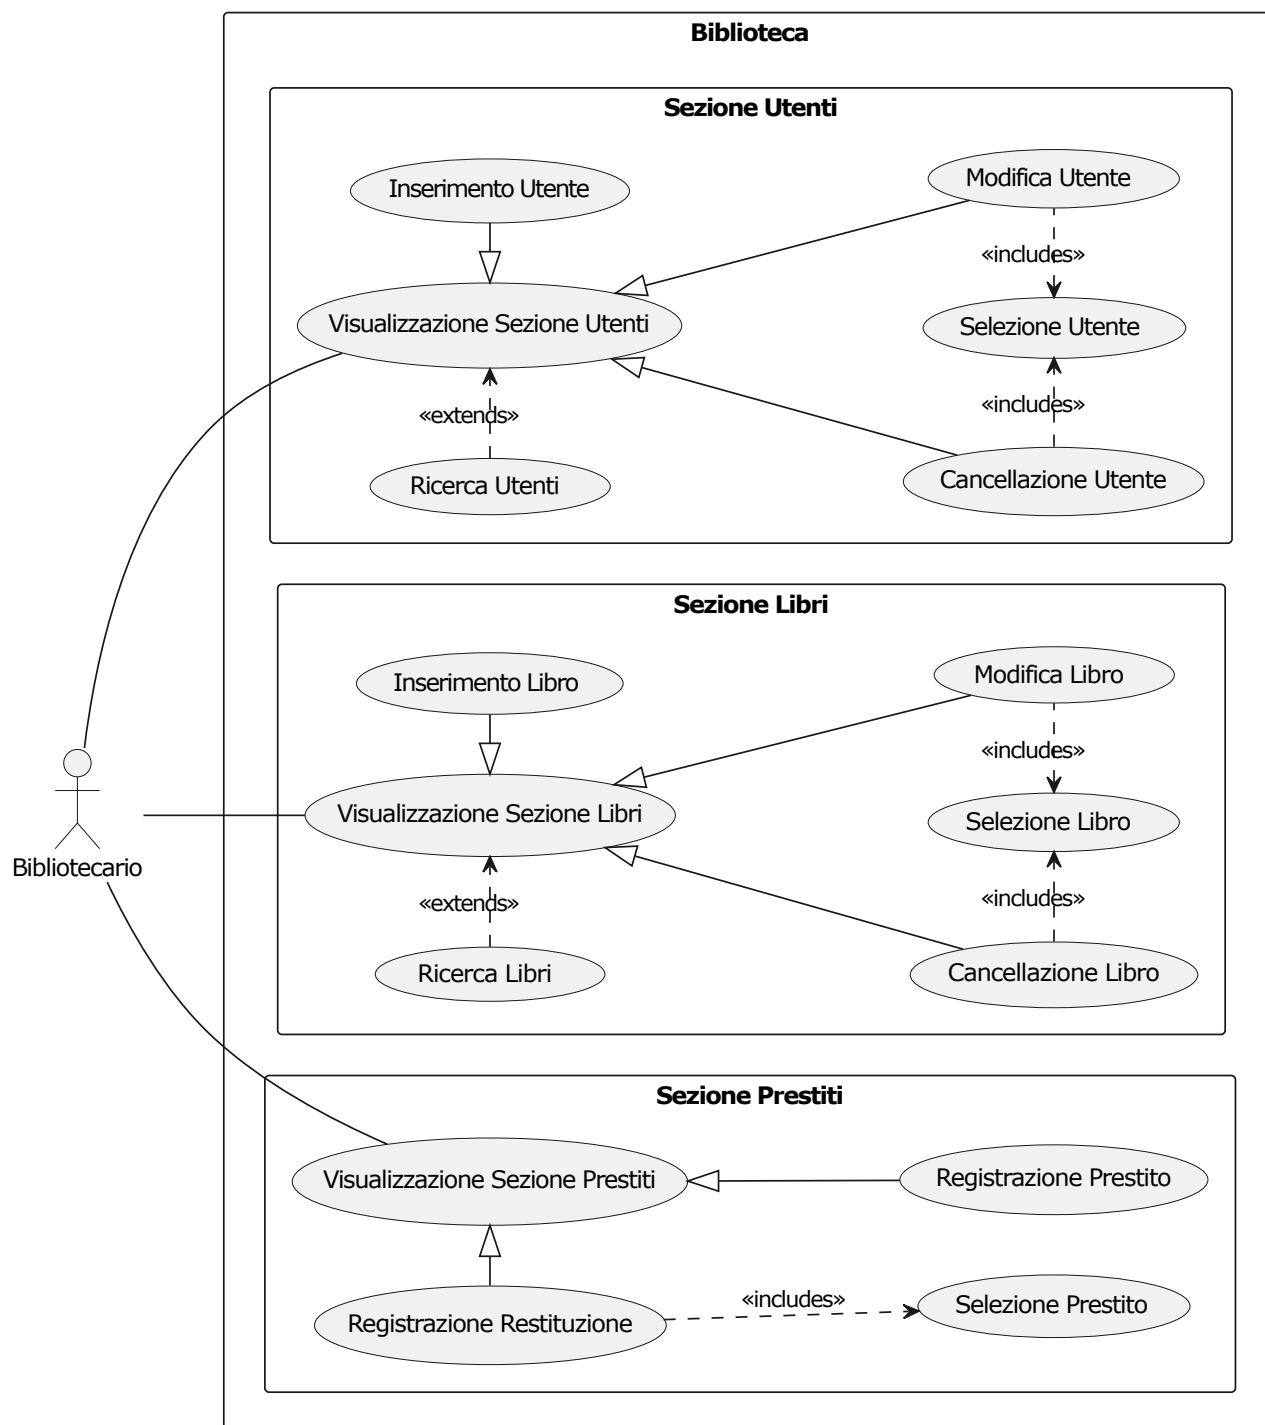 Biblioteca
Sezione Utenti
Inserimento Utente
Modifica Utente
«includes»
Visualizzazione Sezione Utenti
Selezione Utente
«extends»
«includes»
Ricerca Utenti
Cancellazione Utente
Sezione Libri
Inserimento Libro
Modifica Libro
«includes»
Visualizzazione Sezione Libri
Selezione Libro
Bibliotecario
«extends»
«includes»
Ricerca Libri
Cancellazione Libro
Sezione Prestiti
Visualizzazione Sezione Prestiti
Registrazione Prestito
«includes»
Selezione Prestito
Registrazione Restituzione